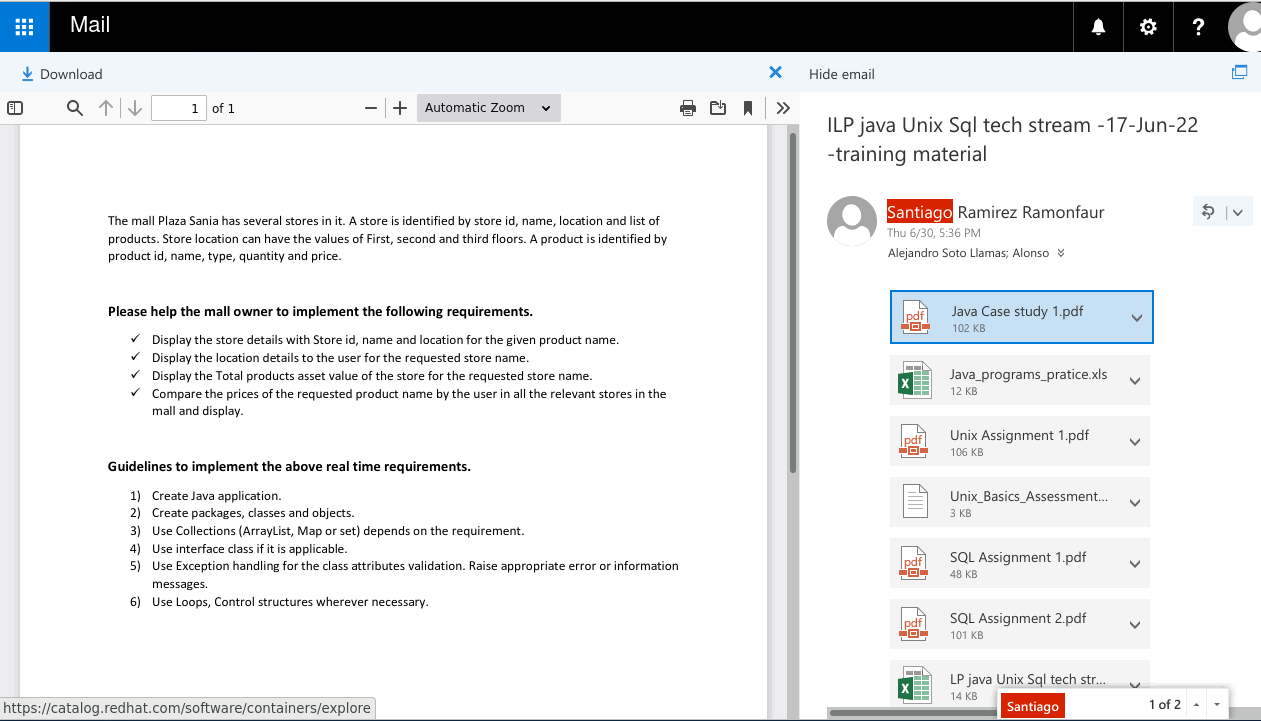 Mail
Download
Hide email
1 of 1
Automatic Zoom
The mall Plaza Sania has several stores in it. A store is identified by store id, name, location and list of
products. Store location can have the values of First, second and third floors. A product is identified by
product id, name, type, quantity and price.
Please help the mall owner to implement the following requirements.
✓ Display the store details with Store id, name and location for the given product name.
✓ Display the location details to the user for the requested store name.
✓ Display the Total products asset value of the store for the requested store name.
✓ Compare the prices of the requested product name by the user in all the relevant stores in the
mall and display.
Guidelines to implement the above real time requirements.
1) Create Java application.
2) Create packages, classes and objects.
3) Use Collections (ArrayList, Map or set) depends on the requirement.
4) Use interface class if it is applicable.
5) Use Exception handling for the class attributes validation. Raise appropriate error or information
messages.
6) Use Loops, Control structures wherever necessary.
https://catalog.redhat.com/software/containers/explore
ILP java Unix Sql tech stream -17-Jun-22
-training material
Santiago Ramirez Ramonfaur
Thu 6/30, 5:36 PM
Alejandro Soto Llamas; Alonso
pdf
Java Case study 1.pdf
102 KB
Java_programs_pratice.xls
12 KB
pdf
Unix Assignment 1.pdf
106 KB
Unix_Basics_Assessment...
3 KB
pdf
SQL Assignment 1.pdf
48 KB
pdf
SQL Assignment 2.pdf
101 KB
LP java Unix Sql tech str...
14 KB
Santiago
1 of 2